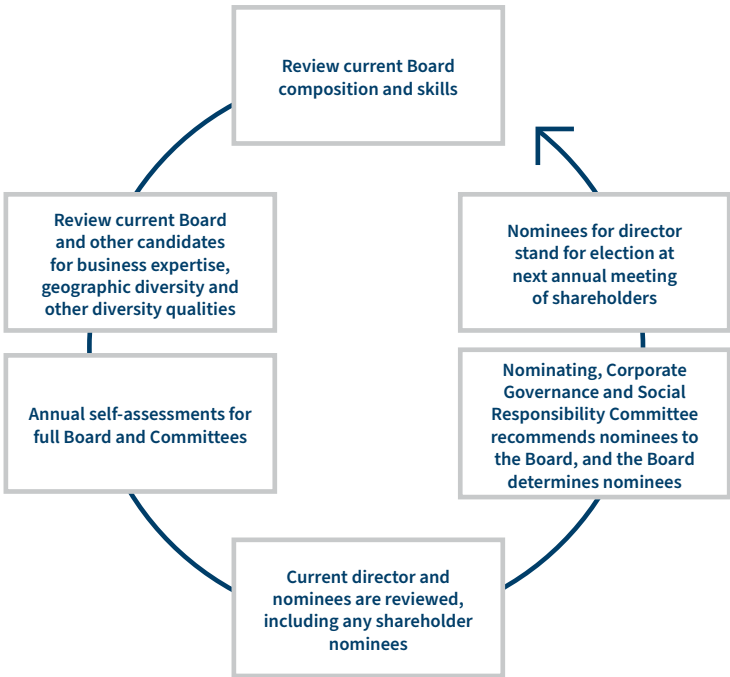 Review current Board
composition and skills
Review current Board
and other candidates
for business expertise,
geographic diversity and
other diversity qualities
Nominees for director
stand for election at
next annual meeting
of shareholders
Annual self-assessments for
full Board and Committees
Nominating, Corporate
Governance and Social
Responsibility Committee
recommends nominees to
the Board, and the Board
determines nominees
Current director and
nominees are reviewed,
including any shareholder
nominees